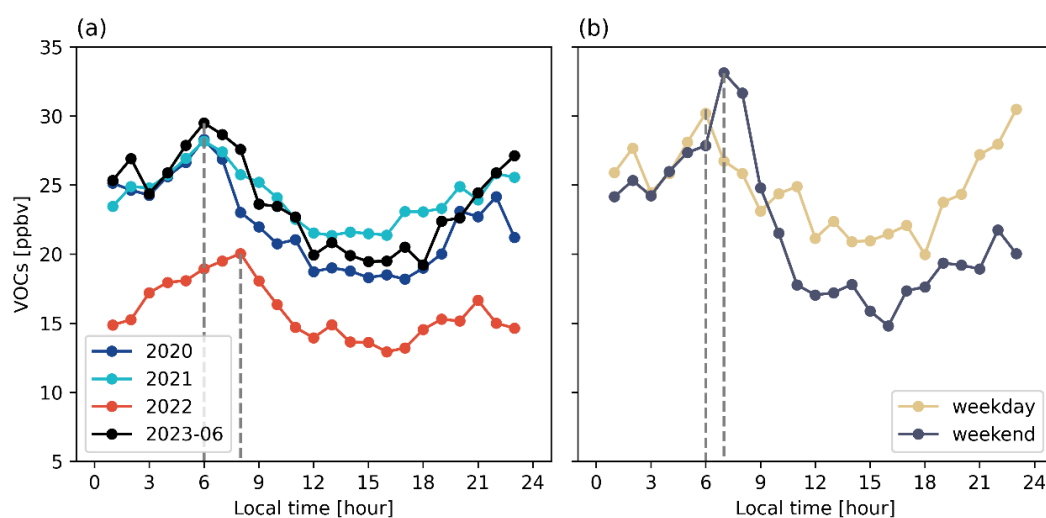 (a)
(b)
VOCs [ppbv]
35
30
25
20
15
10
5
2020
2021
2022
2023-06
weekday
weekend
0 3 6 9 12 15 18 21 24
0 3 6 9 12 15 18 21 24
Local time [hour]
Local time [hour]